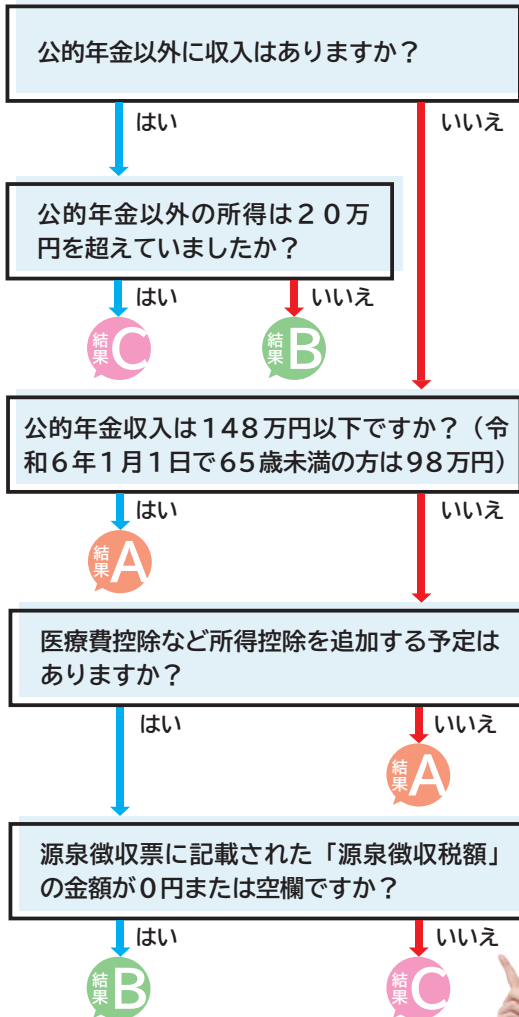 公的年金以外に収入はありますか？
はい
いいえ
公的年金以外の所得は２０万
円を超えていましたか？
はい
いいえ
結果C
結果B
公的年金収入は１４８万円以下ですか？（令
和６年１月１日で６５歳未満の方は９８万円）
はい
いいえ
結果A
医療費控除など所得控除を追加する予定は
ありますか？
はい
いいえ
結果A
源泉徴収票に記載された「源泉徴収税額」
の金額が０円または空欄ですか？
はい
いいえ
結果B
結果C